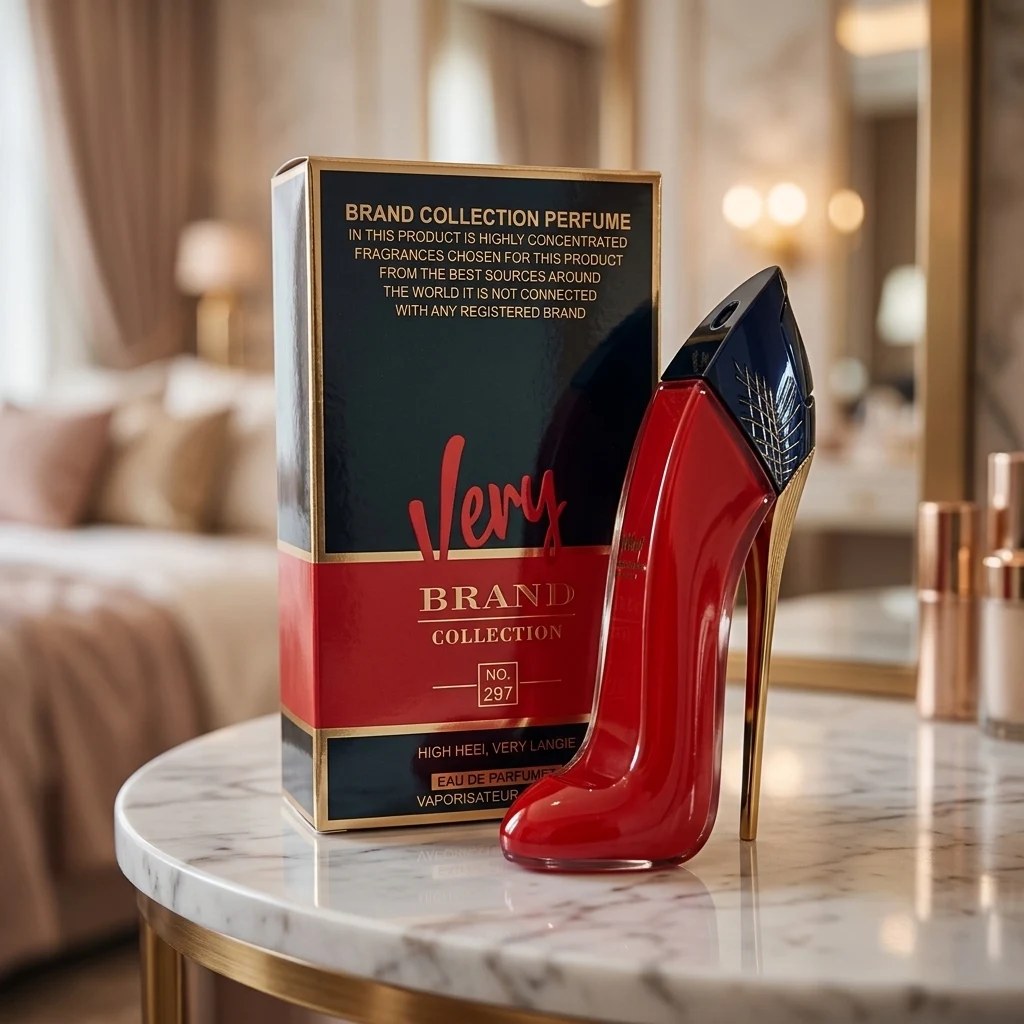 BRAND COLLECTION PERFUME
IN THIS PRODUCT IS HIGHLY CONCENTRATED
FRAGRANCES CHOSEN FOR THIS PRODUCT
FROM THE BEST SOURCES AROUND
THE WORLD IT IS NOT CONNECTED
WITH ANY REGISTERED BRAND
Very
BRAND
COLLECTION
NO.
297
HIGH HEEI, VERY LANGIE
EAU DE PARFUME
VAPORISATEUR